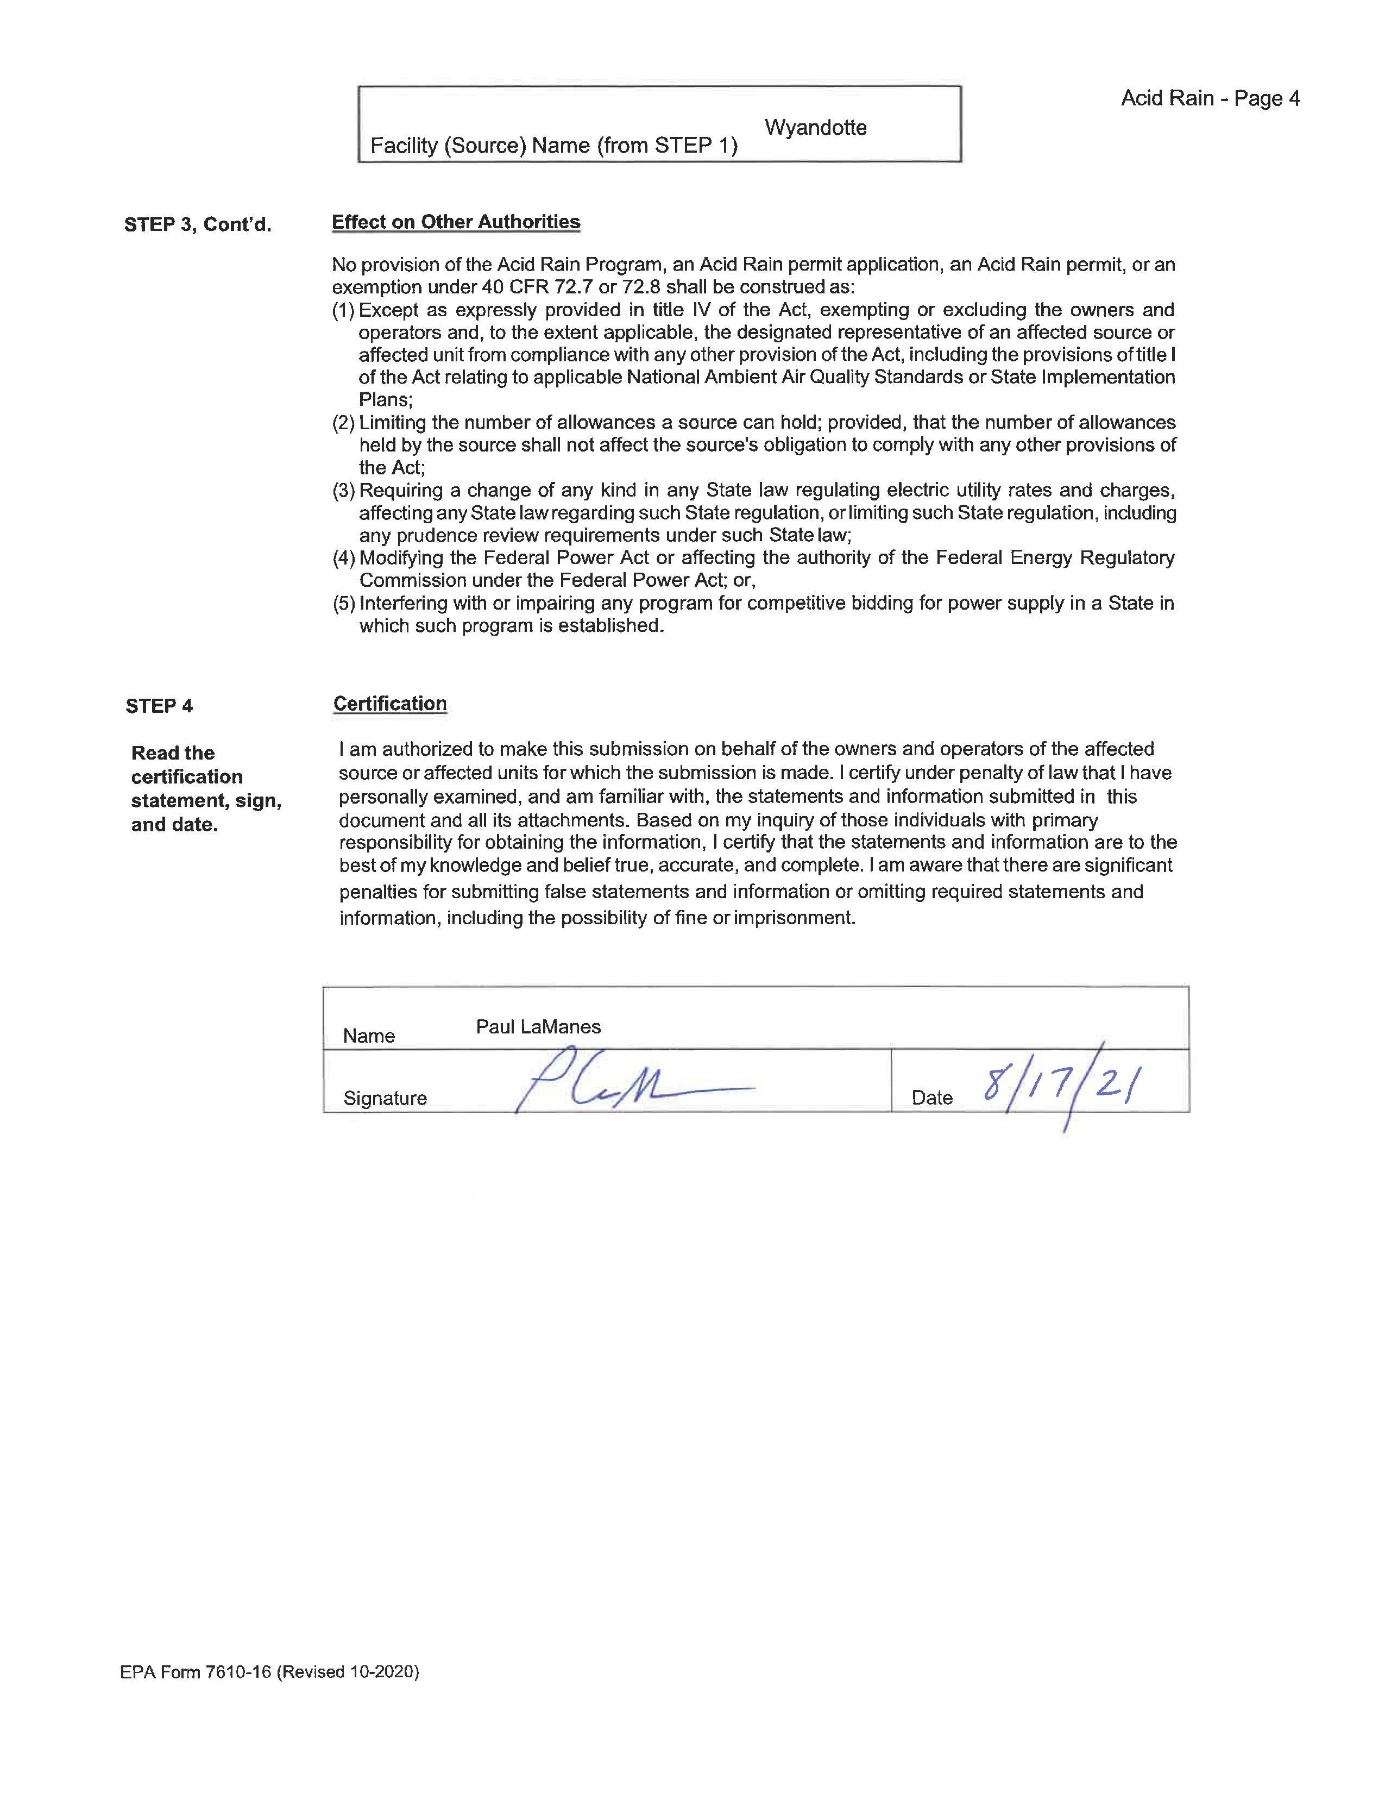 Acid Rain - Page 4
Wyandotte
Facility (Source) Name (from STEP 1)
STEP 3, Cont'd.
Effect on Other Authorities
No provision of the Acid Rain Program, an Acid Rain permit application, an Acid Rain permit, or an
exemption under 40 CFR 72.7 or 72.8 shall be construed as:
(1) Except as expressly provided in title IV of the Act, exempting or excluding the owners and
operators and, to the extent applicable, the designated representative of an affected source or
affected unit from compliance with any other provision of the Act, including the provisions of title I
of the Act relating to applicable National Ambient Air Quality Standards or State Implementation
Plans;
(2) Limiting the number of allowances a source can hold; provided, that the number of allowances
held by the source shall not affect the source's obligation to comply with any other provisions of
the Act;
(3) Requiring a change of any kind in any State law regulating electric utility rates and charges,
affecting any State law regarding such State regulation, or limiting such State regulation, including
any prudence review requirements under such State law;
(4) Modifying the Federal Power Act or affecting the authority of the Federal Energy Regulatory
Commission under the Federal Power Act; or,
(5) Interfering with or impairing any program for competitive bidding for power supply in a State in
which such program is established.
STEP 4
Read the
certification
statement, sign,
and date.
Certification
I am authorized to make this submission on behalf of the owners and operators of the affected
source or affected units for which the submission is made. I certify under penalty of law that I have
personally examined, and am familiar with, the statements and information submitted in this
document and all its attachments. Based on my inquiry of those individuals with primary
responsibility for obtaining the information, I certify that the statements and information are to the
best of my knowledge and belief true, accurate, and complete. I am aware that there are significant
penalties for submitting false statements and information or omitting required statements and
information, including the possibility of fine or imprisonment.
Name Paul LaManes
Signature
Date 8/17/21
EPA Form 7610-16 (Revised 10-2020)